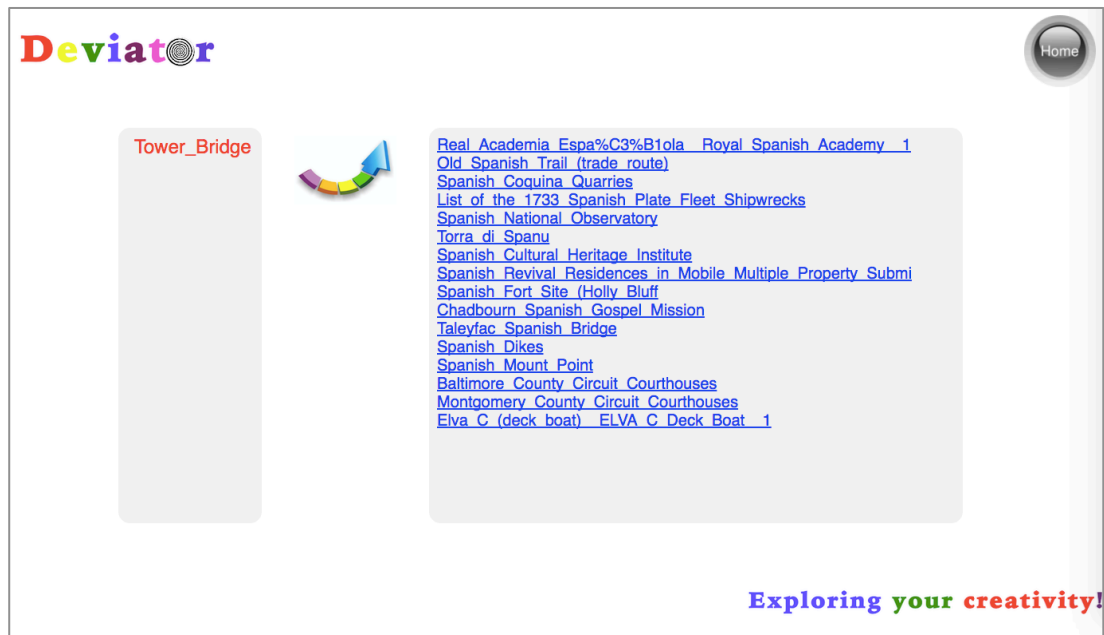 Deviator
Home
Tower_Bridge
Real_Academia_Espa%C3%B1ola__Royal_Spanish_Academy__1
Old_Spanish_Trail_(trade_route)
Spanish_Coquina_Quarries
List_of_the_1733_Spanish_Plate_Fleet_Shipwrecks
Spanish_National_Observatory
Torra_di_Spanu
Spanish_Cultural_Heritage_Institute
Spanish_Revival_Residences_in_Mobile_Multiple_Property_Submi
Spanish_Fort_Site_(Holly_Bluff
Chadbourn_Spanish_Gospel_Mission
Taleyfac_Spanish_Bridge
Spanish_Dikes
Spanish_Mount_Point
Baltimore_County_Circuit_Courthouses
Montgomery_County_Circuit_Courthouses
Elva_C_(deck_boat)__ELVA_C_Deck_Boat__1
Exploring your creativity!